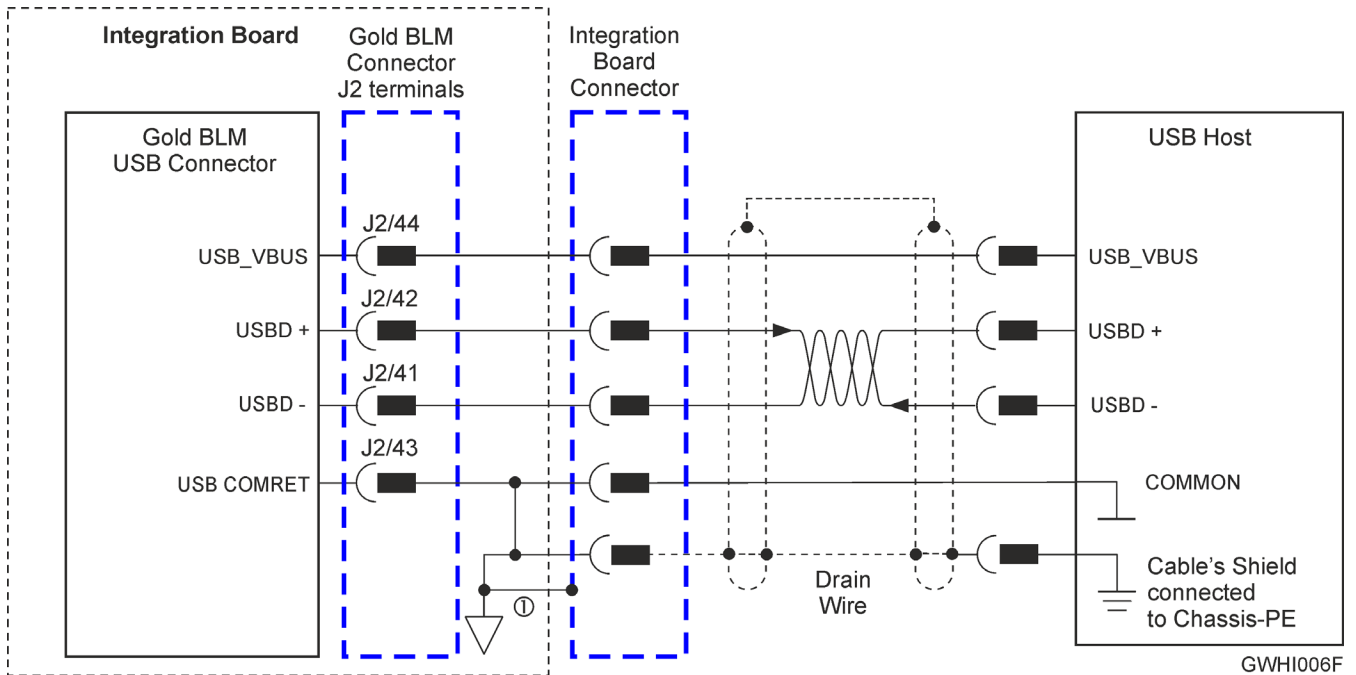 Integration Board
Gold BLM
Connector
J2 terminals
Integration
Board
Connector
Gold BLM
USB Connector
USB Host
J2/44
USB_VBUS
USB_VBUS
J2/42
USBD +
USBD +
J2/41
USBD -
USBD -
J2/43
USB COMRET
COMMON
Drain
Wire
①
Cable's Shield
connected
to Chassis-PE
GWHI006F